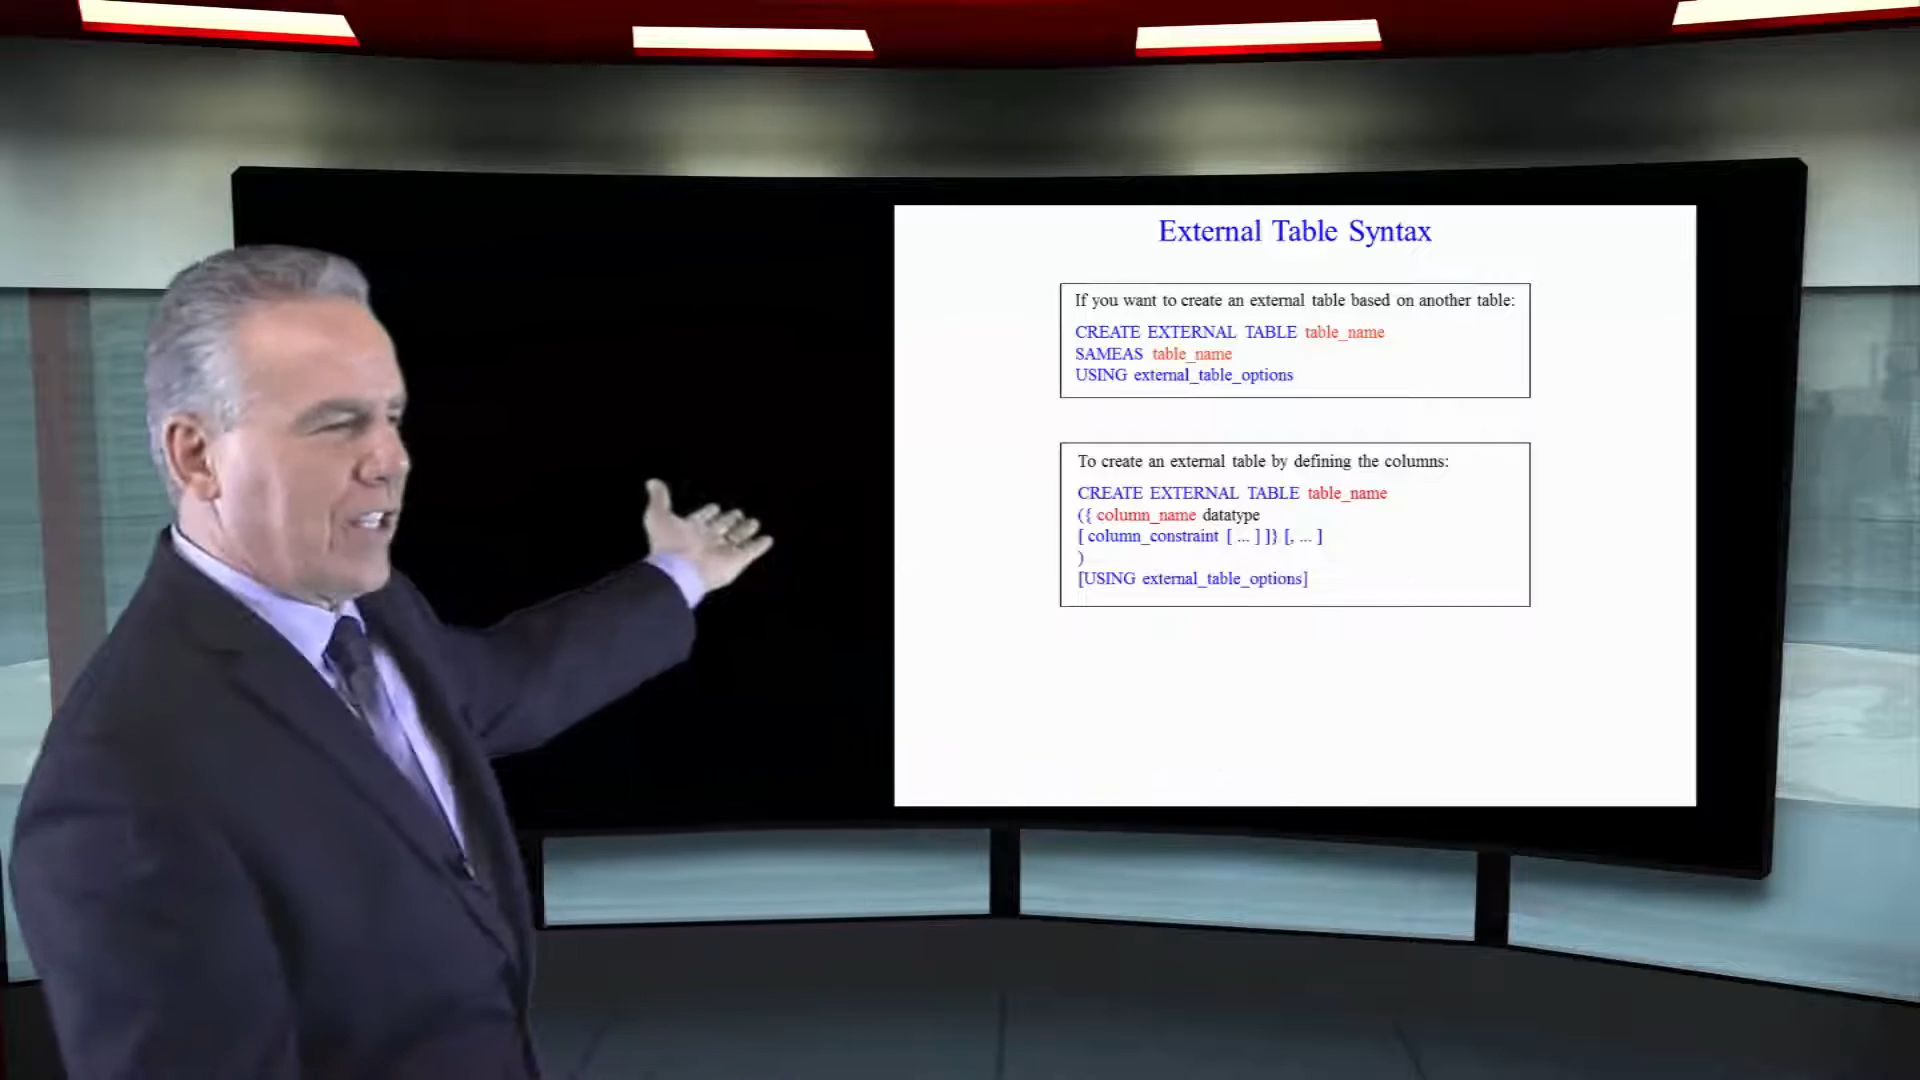 External Table Syntax
If you want to create an external table based on another table:
CREATE EXTERNAL TABLE table_name
SAMEAS table_name
USING external_table_options
To create an external table by defining the columns:
CREATE EXTERNAL TABLE table_name
({ column_name datatype
[ column_constraint [ ... ] ]} [, ... ]
)
[USING external_table_options]